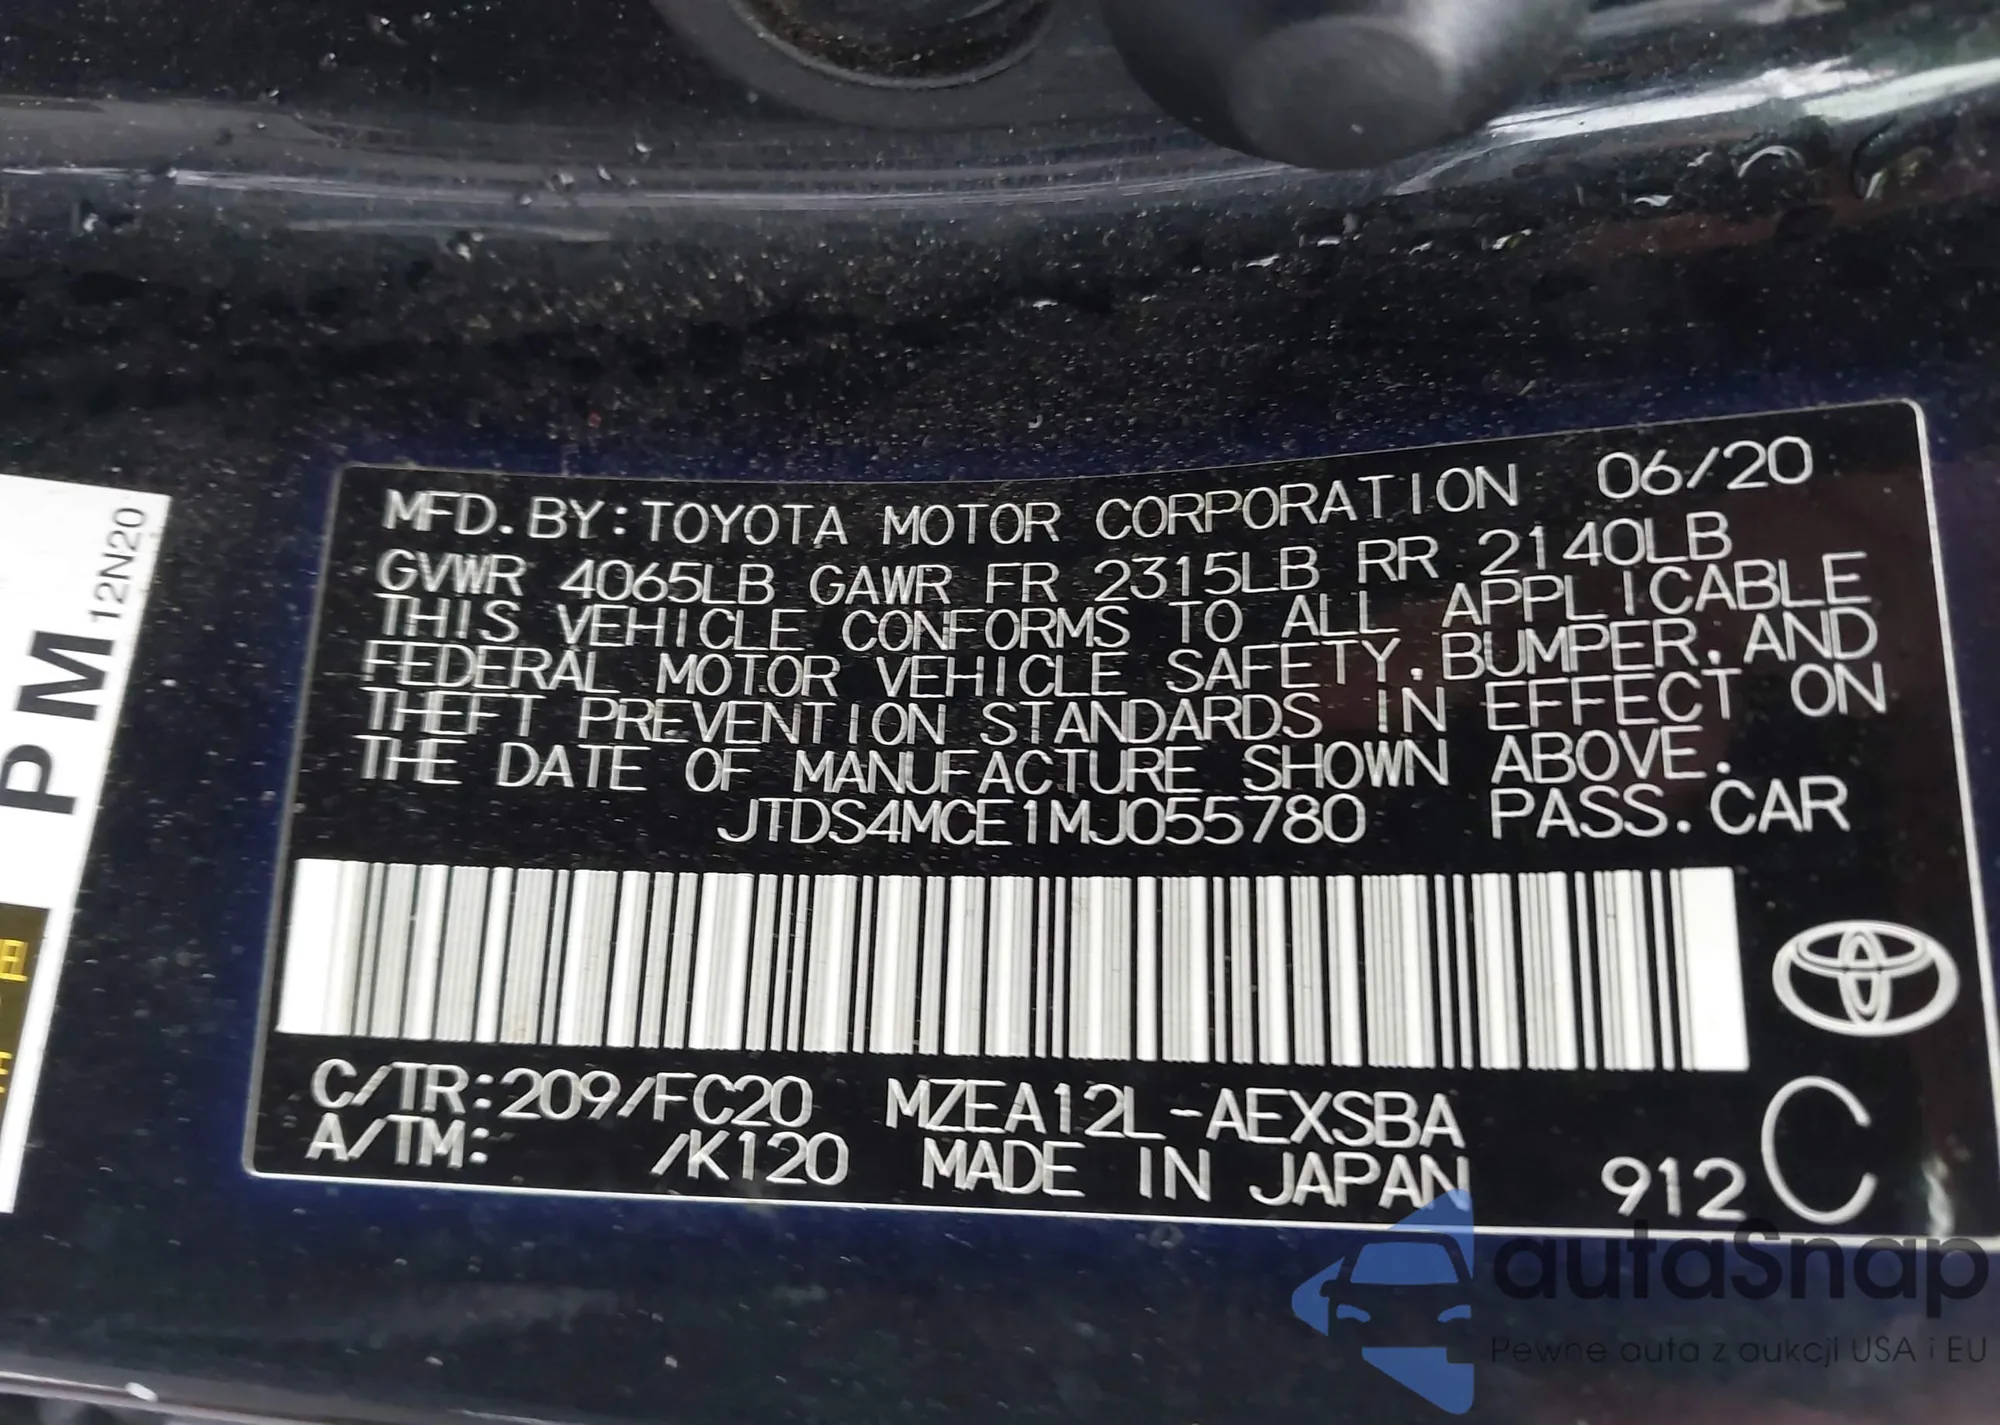 MFD.BY:TOYOTA MOTOR CORPORATION 06/20
GVWR 4065LB GAWR FR 2315LB RR 2140LB
THIS VEHICLE CONFORMS TO ALL APPLICABLE
FEDERAL MOTOR VEHICLE SAFETY, BUMPER, AND
THEFT PREVENTION STANDARDS IN EFFECT ON
THE DATE OF MANUFACTURE SHOWN ABOVE.
JTDS4MCE1MJ055780 PASS.CAR
C/TR:209/FC20 MZEA12L-AEXSBA
A/TM: /K120 MADE IN JAPAN 912 C
PM 12N20
autaSnap
Pewne auta z aukcji USA i EU